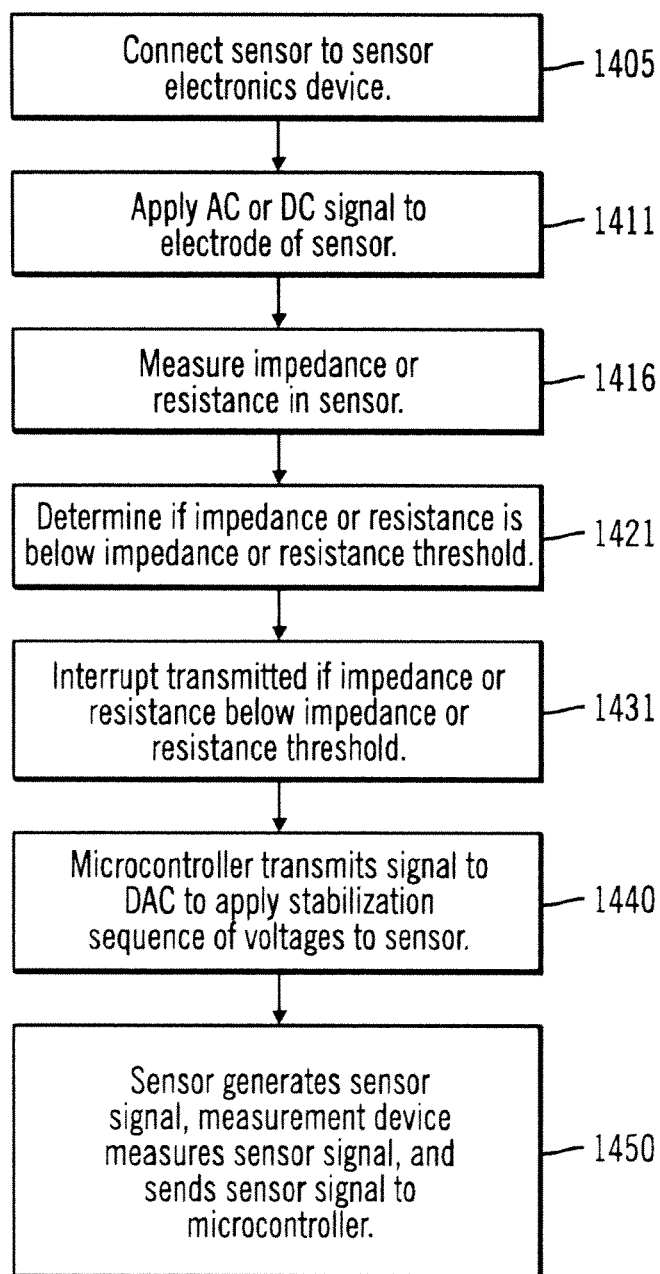 Connect sensor to sensor
electronics device.
1405
Apply AC or DC signal to
electrode of sensor.
1411
Measure impedance or
resistance in sensor.
1416
Determine if impedance or resistance is
below impedance or resistance threshold.
1421
Interrupt transmitted if impedance or
resistance below impedance or
resistance threshold.
1431
Microcontroller transmits signal to
DAC to apply stabilization
sequence of voltages to sensor.
1440
Sensor generates sensor
signal, measurement device
measures sensor signal, and
sends sensor signal to
microcontroller.
1450